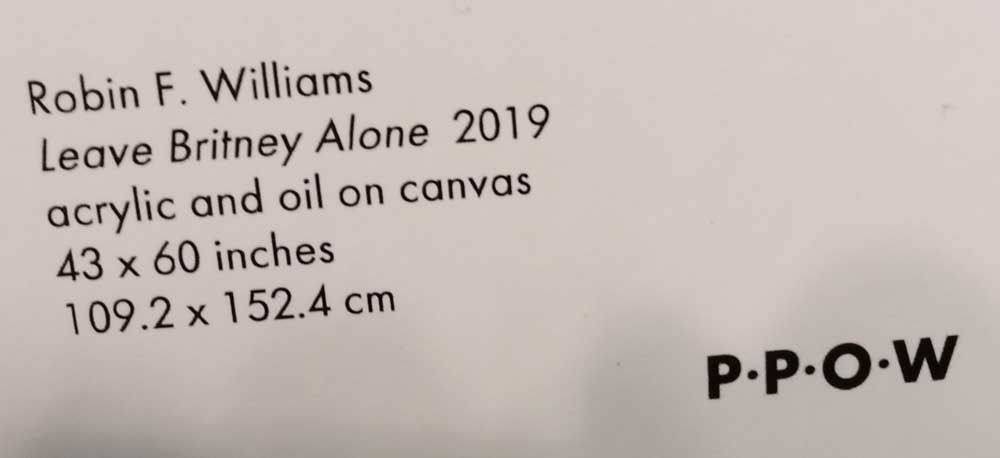 Robin F. Williams
Leave Britney Alone 2019
acrylic and oil on canvas
43 x 60 inches
109.2 x 152.4 cm
P·P·O·W